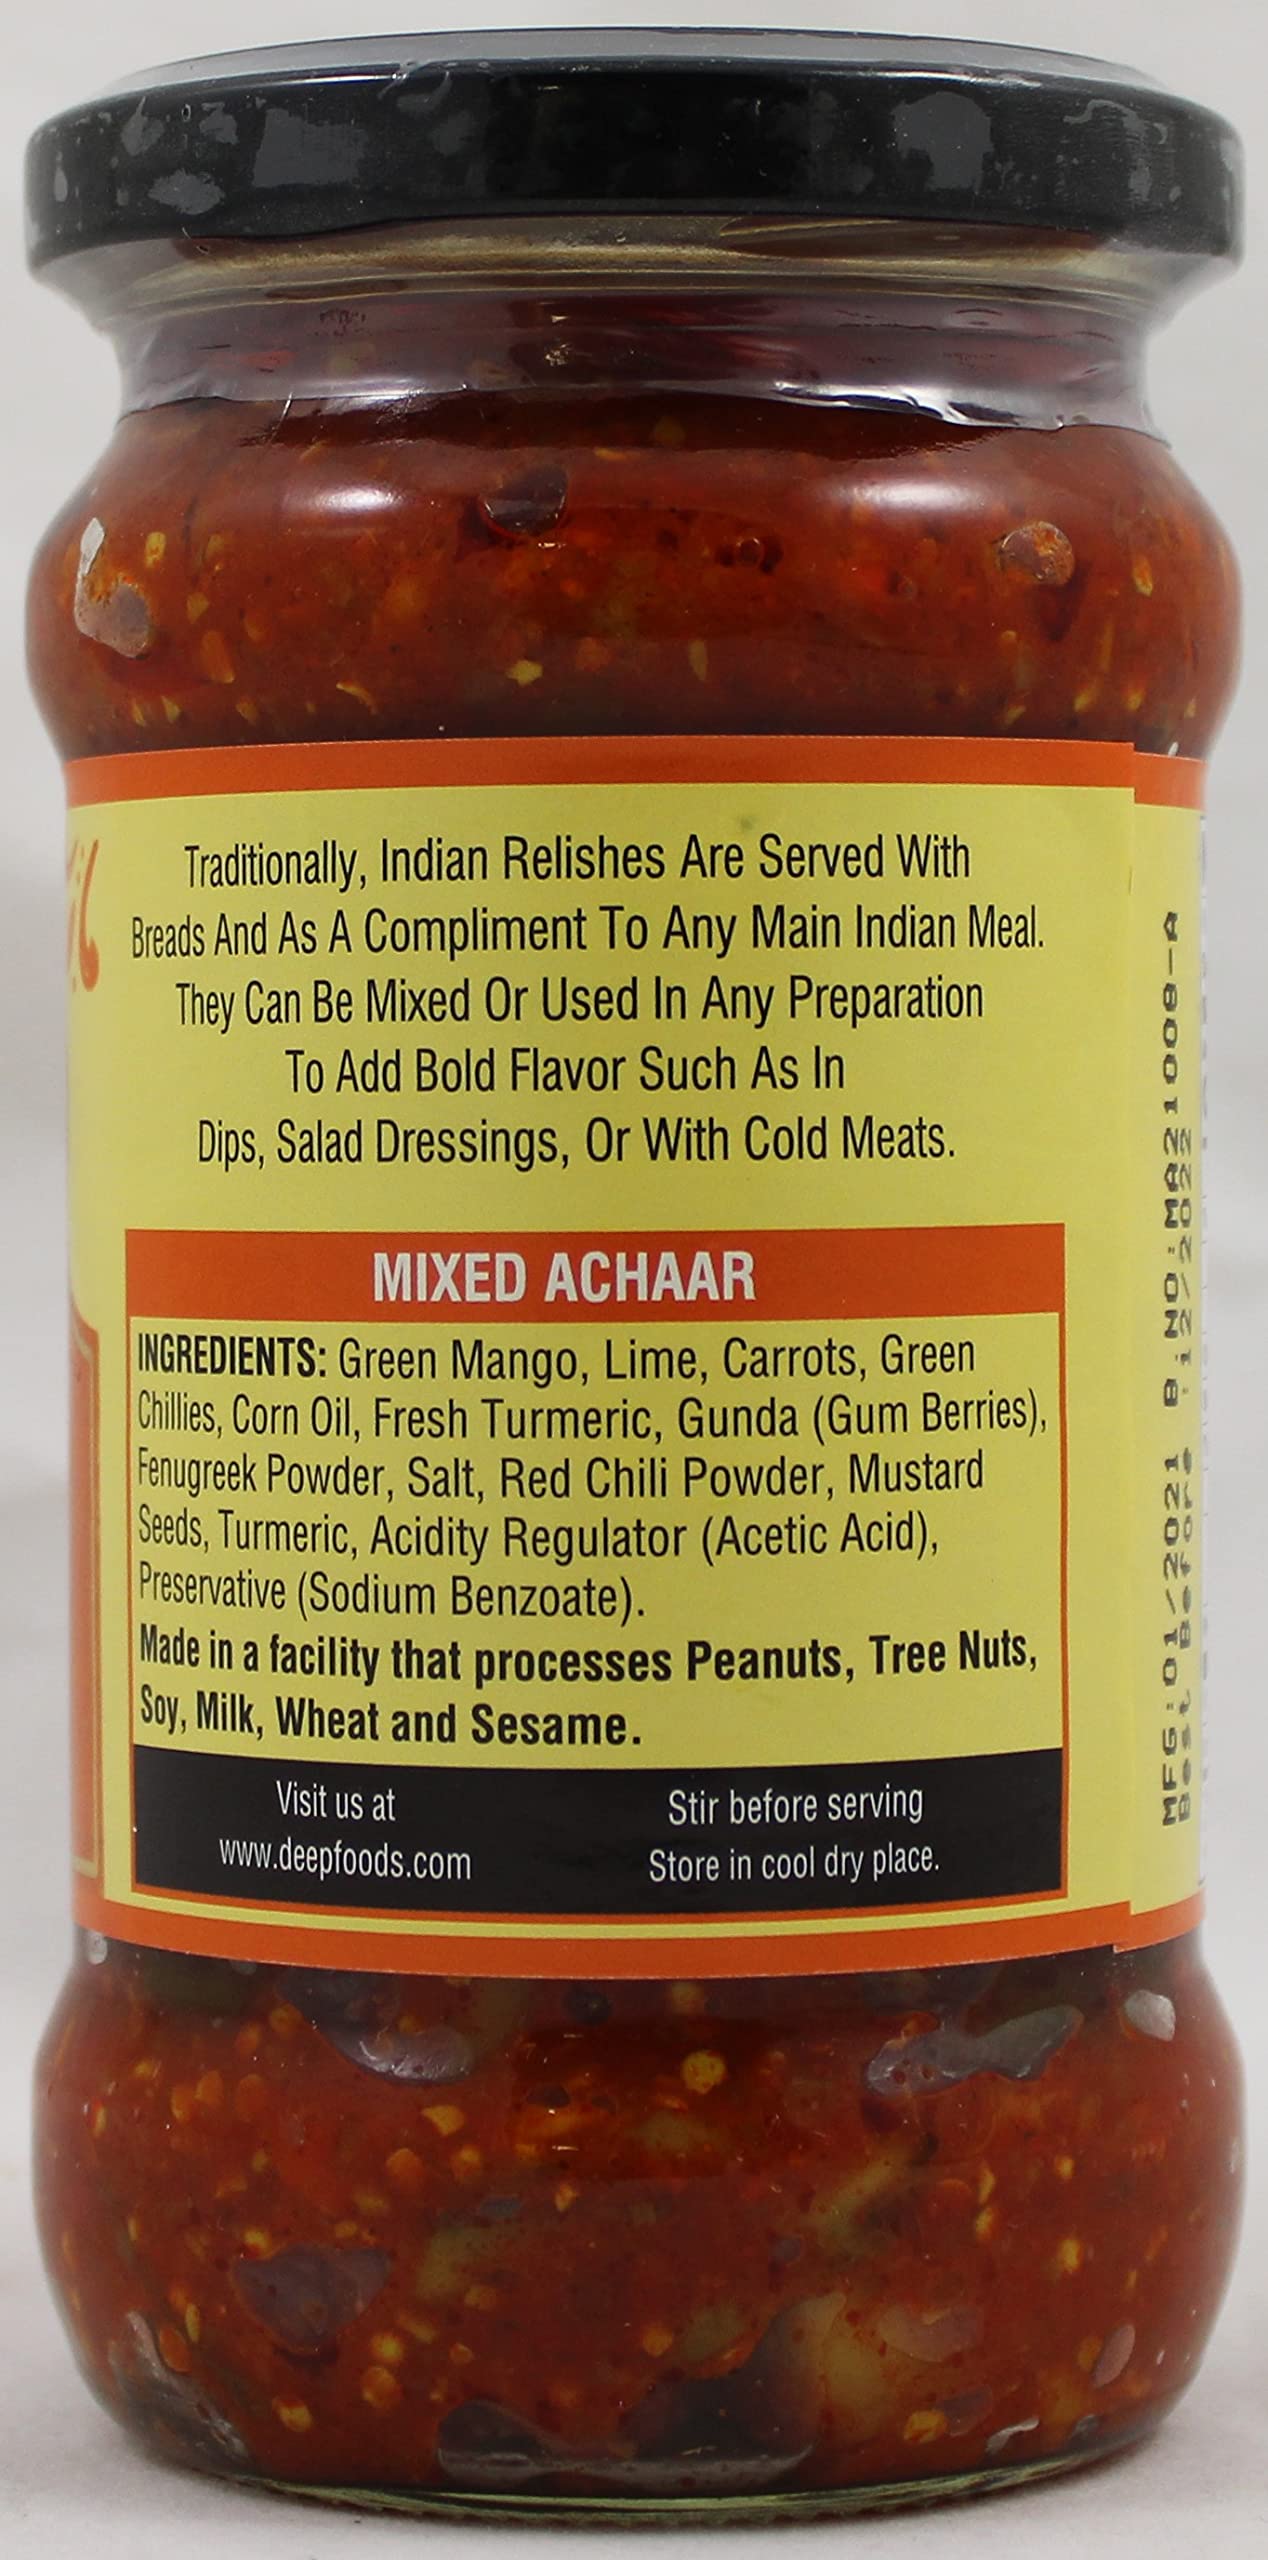 Traditionally, Indian Relishes Are Served With
Breads And As A Compliment To Any Main Indian Meal.
They Can Be Mixed Or Used In Any Preparation
To Add Bold Flavor Such As In
Dips, Salad Dressings, Or With Cold Meats.
MIXED ACHAAR
INGREDIENTS: Green Mango, Lime, Carrots, Green
Chillies, Corn Oil, Fresh Turmeric, Gunda (Gum Berries),
Fenugreek Powder, Salt, Red Chili Powder, Mustard
Seeds, Turmeric, Acidity Regulator (Acetic Acid),
Preservative (Sodium Benzoate).
Made in a facility that processes Peanuts, Tree Nuts,
Soy, Milk, Wheat and Sesame.
Visit us at
www.deepfoods.com
Stir before serving
Store in cool dry place.
MFG:01/2021 B.NO:MA21008-A
Best Before : 12/2022